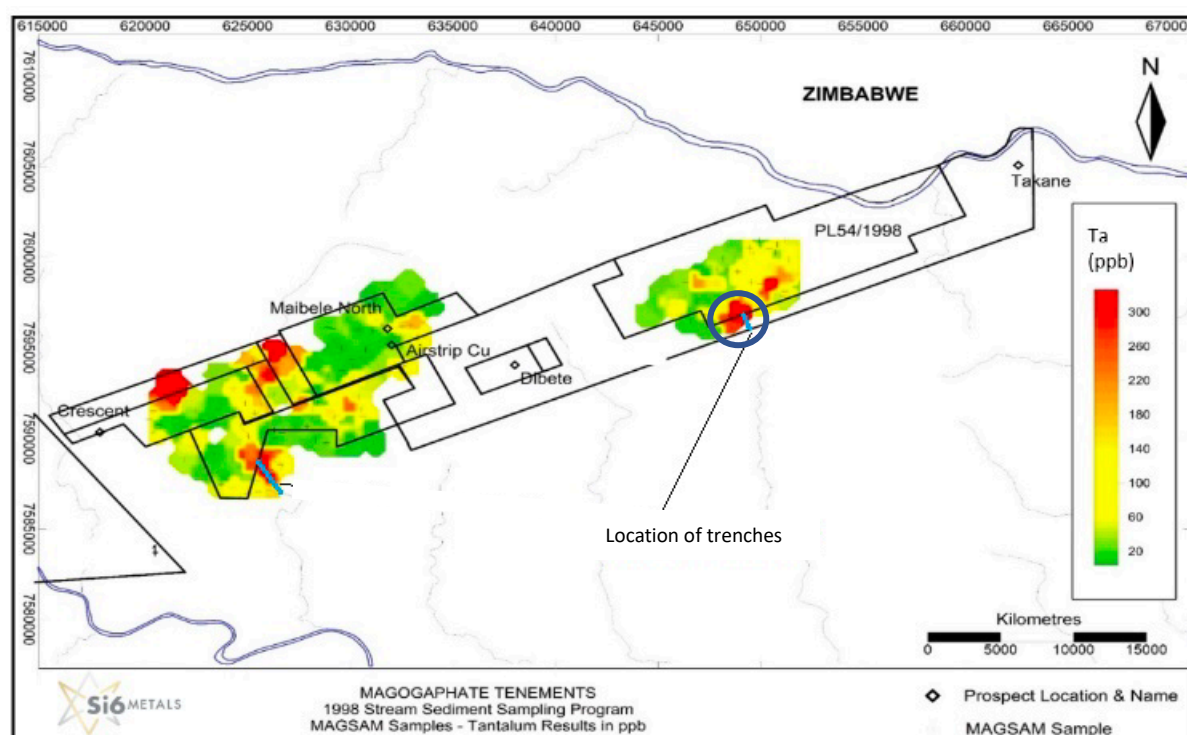 615000 620000 625000 630000 635000 640000 645000 650000 655000 660000 665000 67000
7610000
7605000
7600000
7595000
7590000
7585000
7580000
ZIMBABWE
N
Takane
PL54/1998
Ta
(ppb)
300
260
220
180
140
100
60
20
Maibele North
Airstrip Cu
Dibete
Crescent
Location of trenches
Kilometres
0 5000 10000 15000
Si6 METALS
MAGOGAPHATE TENEMENTS
1998 Stream Sediment Sampling Program
MAGSAM Samples - Tantalum Results in ppb
Prospect Location & Name
MAGSAM Sample